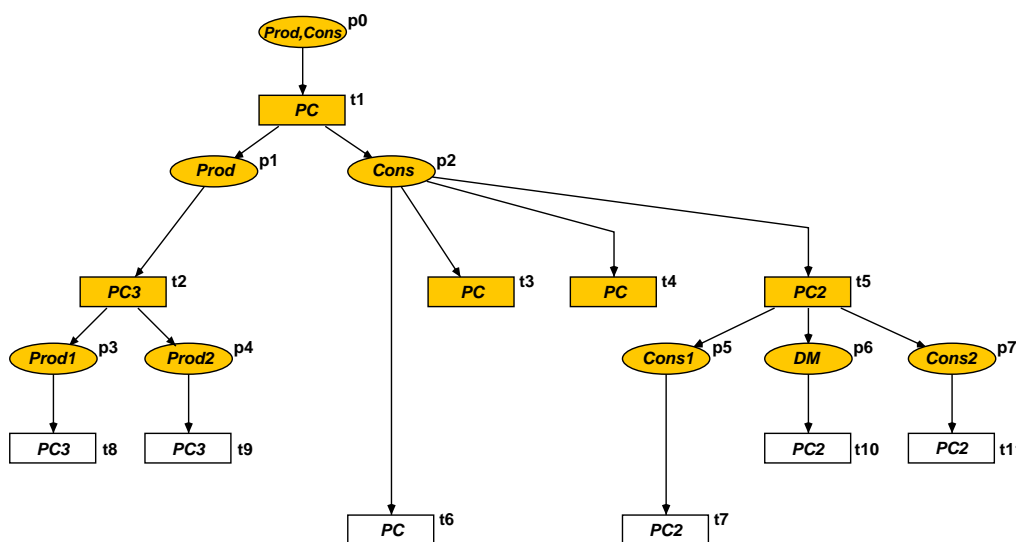 Prod,Cons p0
PC t1
Prod p1
Cons p2
PC3 t2
PC t3
PC t4
PC2 t5
Prod1 p3
Prod2 p4
Cons1 p5
DM p6
Cons2 p7
PC3 t8
PC3 t9
PC2 t10
PC2 t11
PC t6
PC2 t7